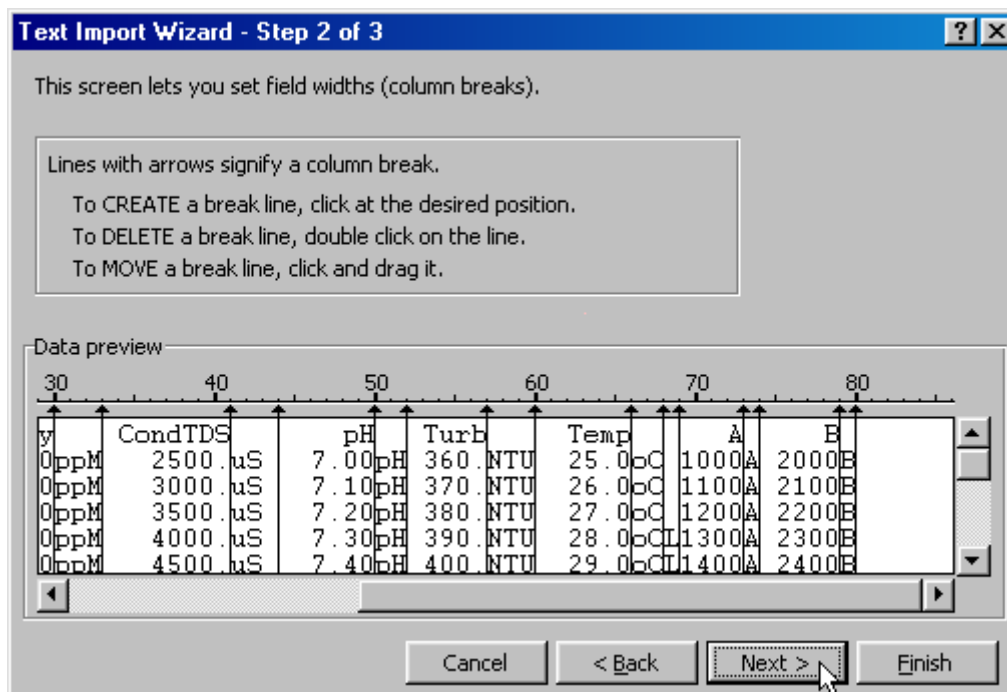 Text Import Wizard - Step 2 of 3
This screen lets you set field widths (column breaks).
Lines with arrows signify a column break.
To CREATE a break line, click at the desired position.
To DELETE a break line, double click on the line.
To MOVE a break line, click and drag it.
Data preview
30 40 50 60 70 80
y CondTDS pH Turb Temp A B
0ppM 2500.uS 7.00pH 360.NTU 25.0oC 1000A 2000B
0ppM 3000.uS 7.10pH 370.NTU 26.0oC 1100A 2100B
0ppM 3500.uS 7.20pH 380.NTU 27.0oC 1200A 2200B
0ppM 4000.uS 7.30pH 390.NTU 28.0oCL1300A 2300B
0ppM 4500.uS 7.40pH 400.NTU 29.0oCL1400A 2400B
Cancel < Back Next > Finish